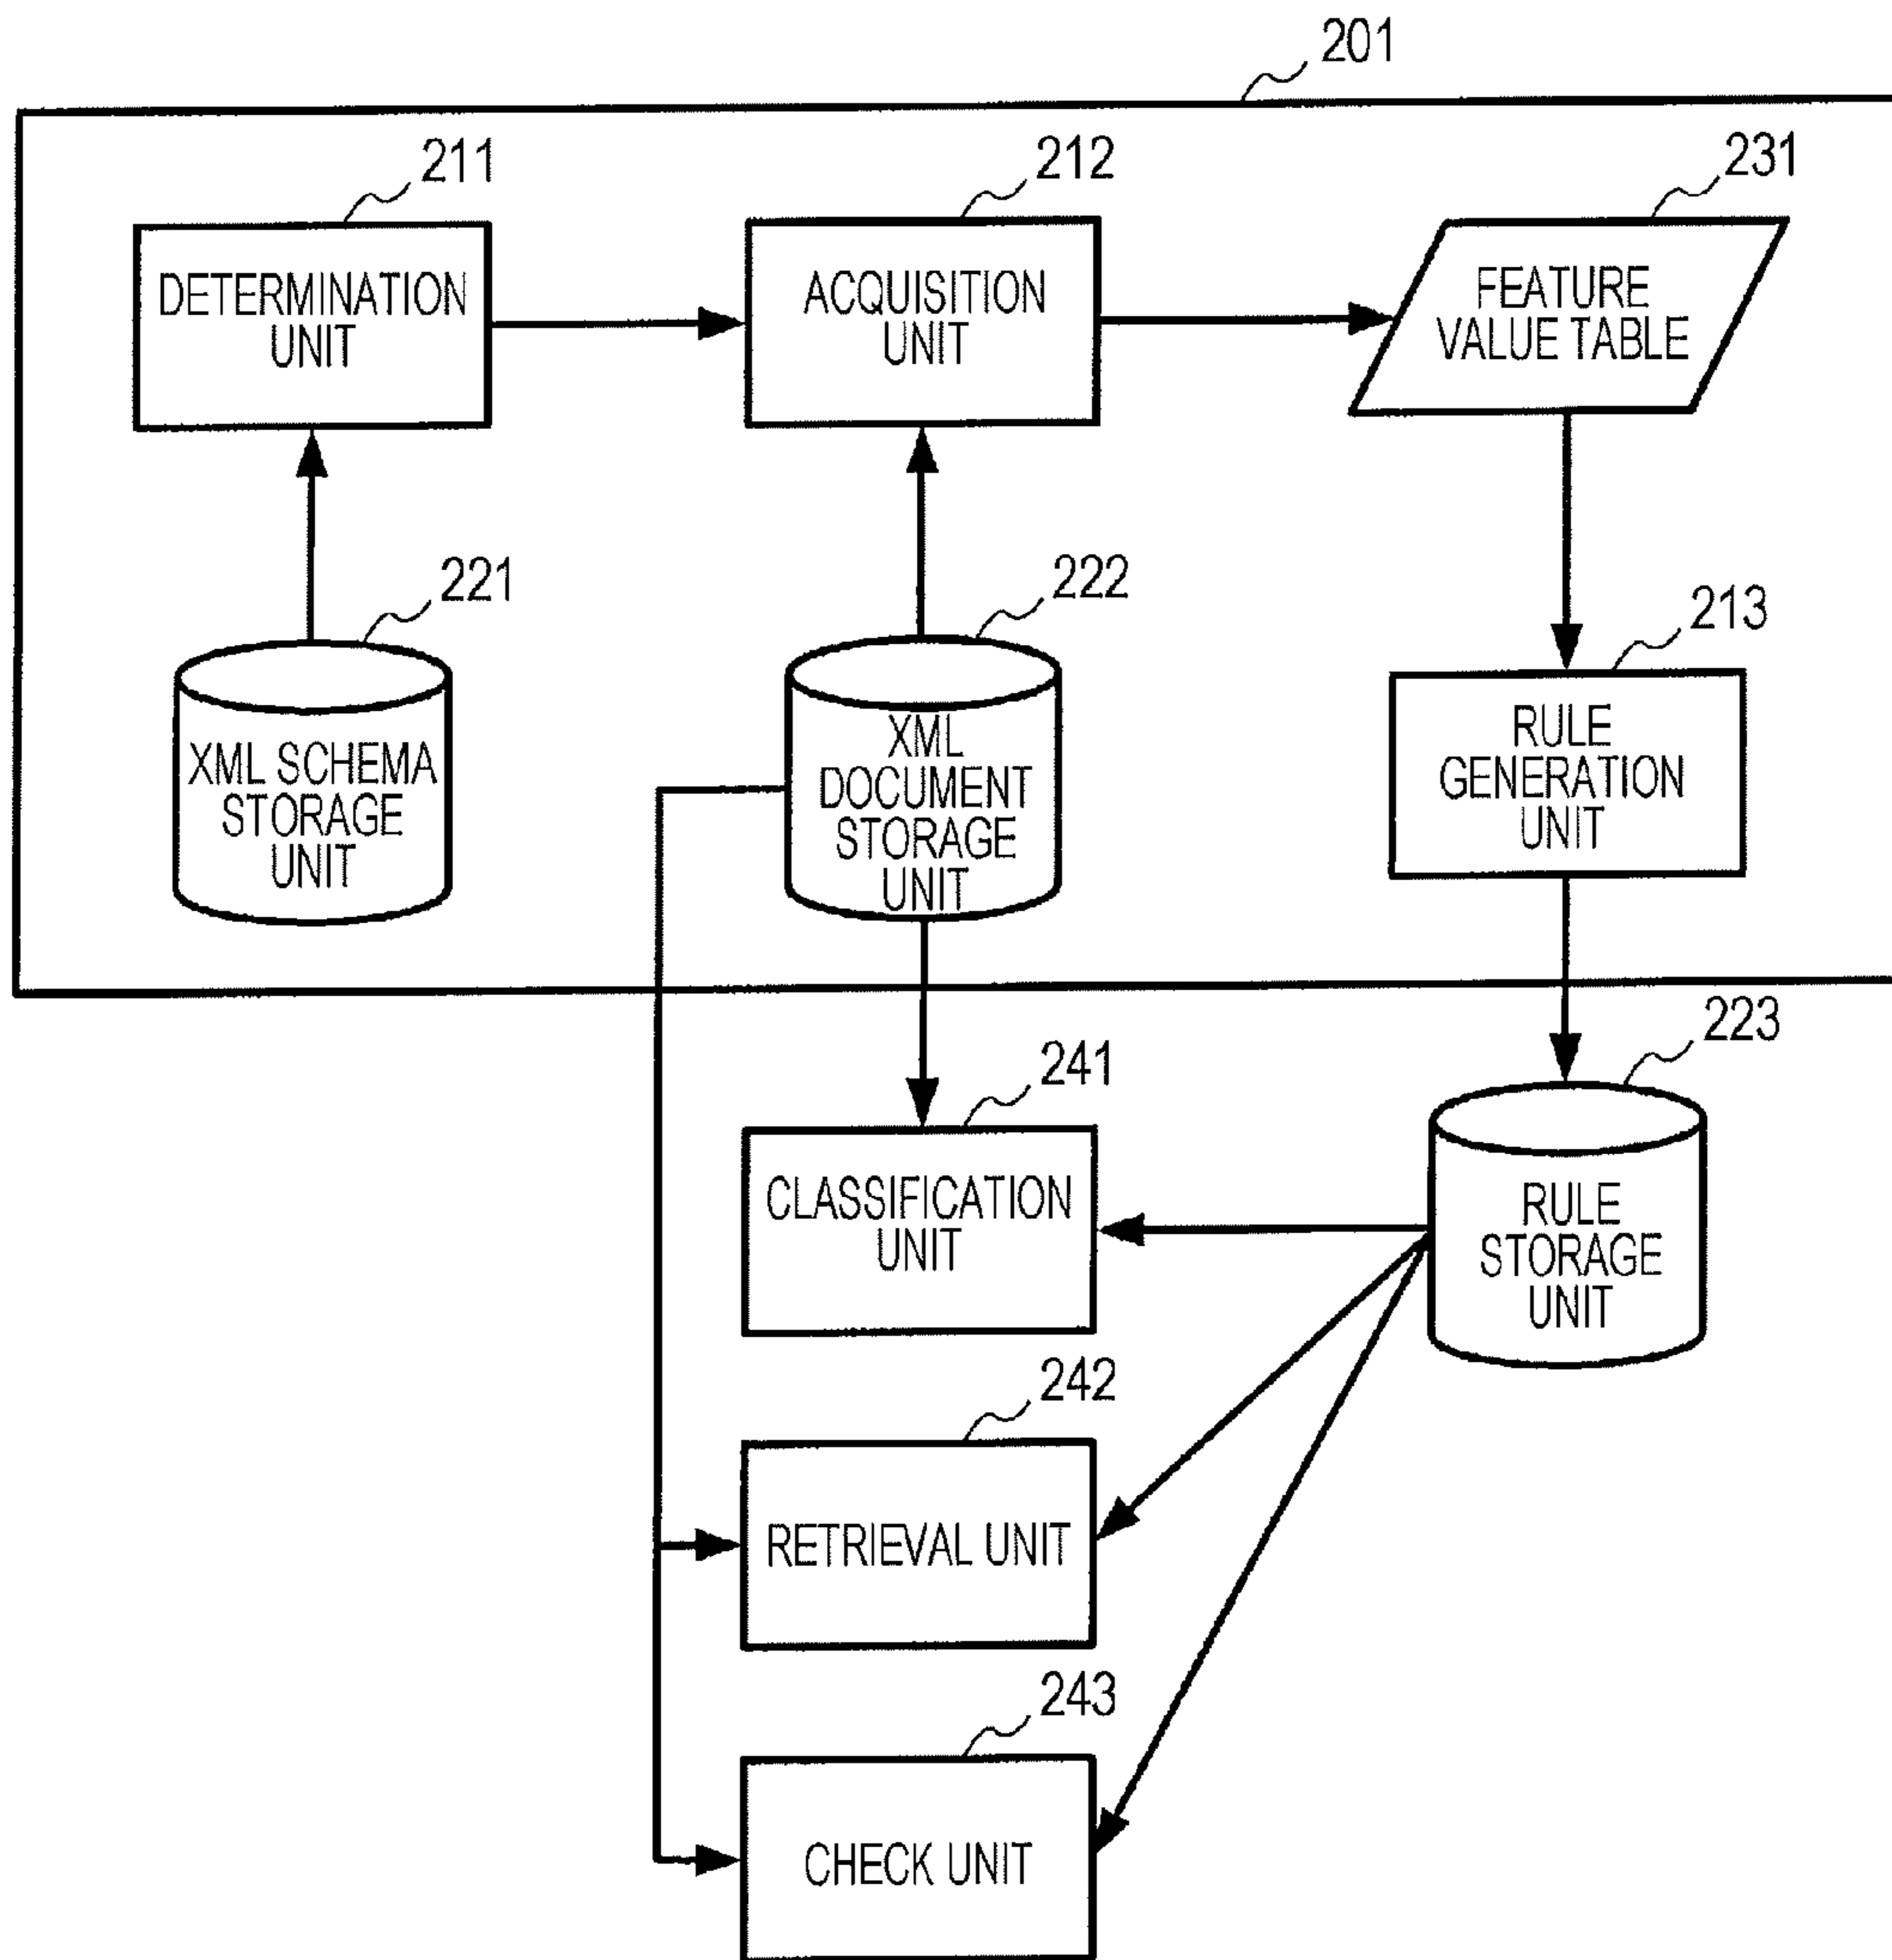 201
211
212
231
DETERMINATION
UNIT
ACQUISITION
UNIT
FEATURE
VALUE TABLE
221
222
213
XML SCHEMA
STORAGE
UNIT
XML
DOCUMENT
STORAGE
UNIT
RULE
GENERATION
UNIT
223
241
CLASSIFICATION
UNIT
RULE
STORAGE
UNIT
242
RETRIEVAL UNIT
243
CHECK UNIT